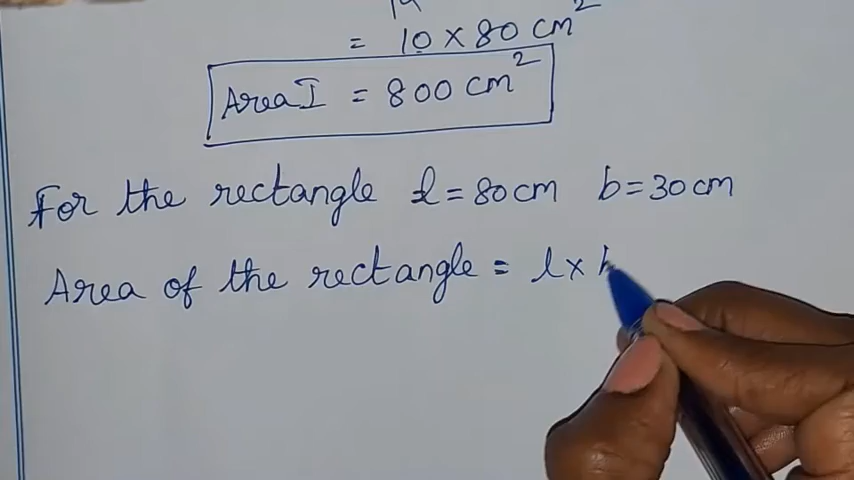 = 10 × 80 cm²
Area I = 800 cm²
For the rectangle l = 80 cm b = 30 cm
Area of the rectangle = l × b